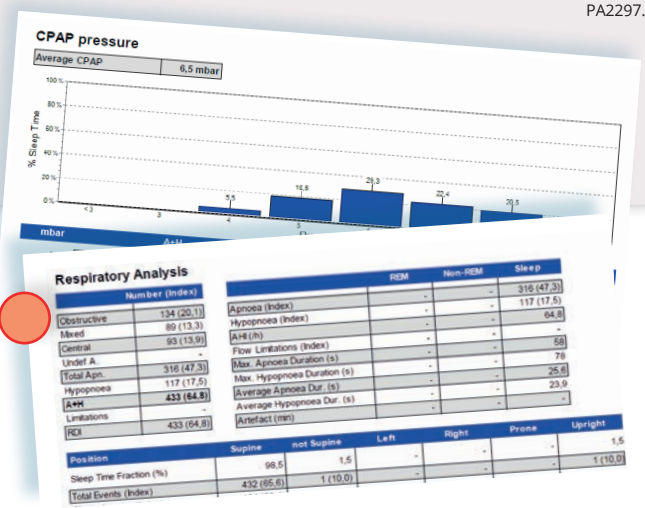 PA2297.
CPAP pressure
Average CPAP 6,5 mbar
% Sleep Time
100%
80%
60%
40%
20%
0%
5,5 18,6 29,3 22,4 20,5
<3 3 4 5
mbar A+H
Respiratory Analysis
Number (Index)
Obstructive 134 (20,1)
Mixed 89 (13,3)
Central 93 (13,9)
Undef A. -
Total Apn. 316 (47,3)
Hypopnoea 117 (17,5)
A+H 433 (64,8)
Limitations -
RDI 433 (64,8)
REM Non-REM Sleep
Apnoea (Index) - - 316 (47,3)
Hypopnoea (Index) - - 117 (17,5)
AHI (/h) - - 64,8
Flow Limitations (Index) - - -
Max. Apnoea Duration (s) - - 58
Max. Hypopnoea Duration (s) - - 78
Average Apnoea Dur. (s) - - 25,6
Average Hypopnoea Dur. (s) - - 23,9
Artefact (min) - - -
Position Supine not Supine Left Right Prone Upright
Sleep Time Fraction (%) 98,5 1,5 - - - 1,5
Total Events (Index) 432 (65,6) 1 (10,0) - - - 1 (10,0)